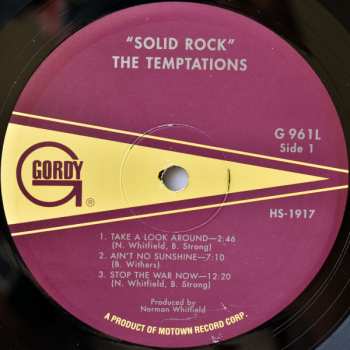 "SOLID ROCK"
THE TEMPTATIONS
G 961L
Side 1
GORDY
G
®
HS-1917
1. TAKE A LOOK AROUND—2:46
(N. Whitfield, B. Strong)
2. AIN'T NO SUNSHINE—7:10
(B. Withers)
3. STOP THE WAR NOW—12:20
(N. Whitfield, B. Strong)
Produced by
Norman Whitfield
A PRODUCT OF MOTOWN RECORD CORP.